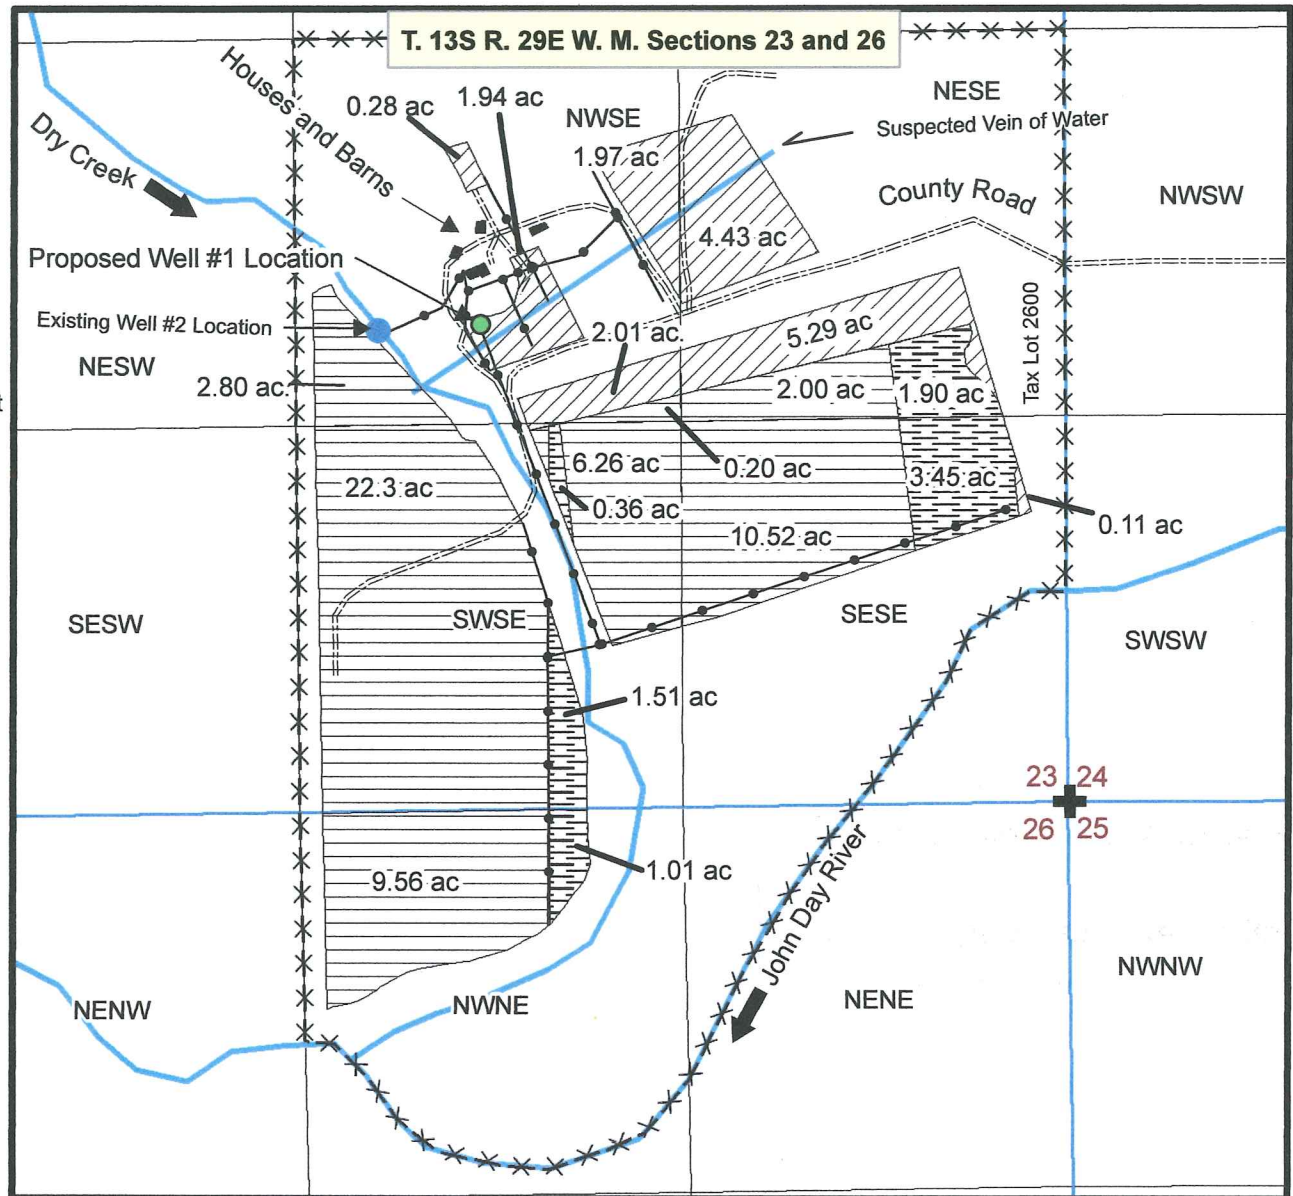 T. 13S R. 29E W. M. Sections 23 and 26
Houses and Barns
0.28 ac
1.94 ac
NWSE
NESE
Suspected Vein of Water
Dry Creek
1.97 ac
County Road
NWSW
4.43 ac
Proposed Well #1 Location
Existing Well #2 Location
NESW
2.01 ac.
5.29 ac
Tax Lot 2600
2.80 ac.
2.00 ac
1.90 ac
6.26 ac
0.20 ac
22.3 ac
3.45 ac
0.36 ac
0.11 ac
10.52 ac
SESW
SWSE
SESE
SWSW
1.51 ac
23 24
26 25
1.01 ac
9.56 ac
John Day River
NENW
NWNE
NENE
NWNW